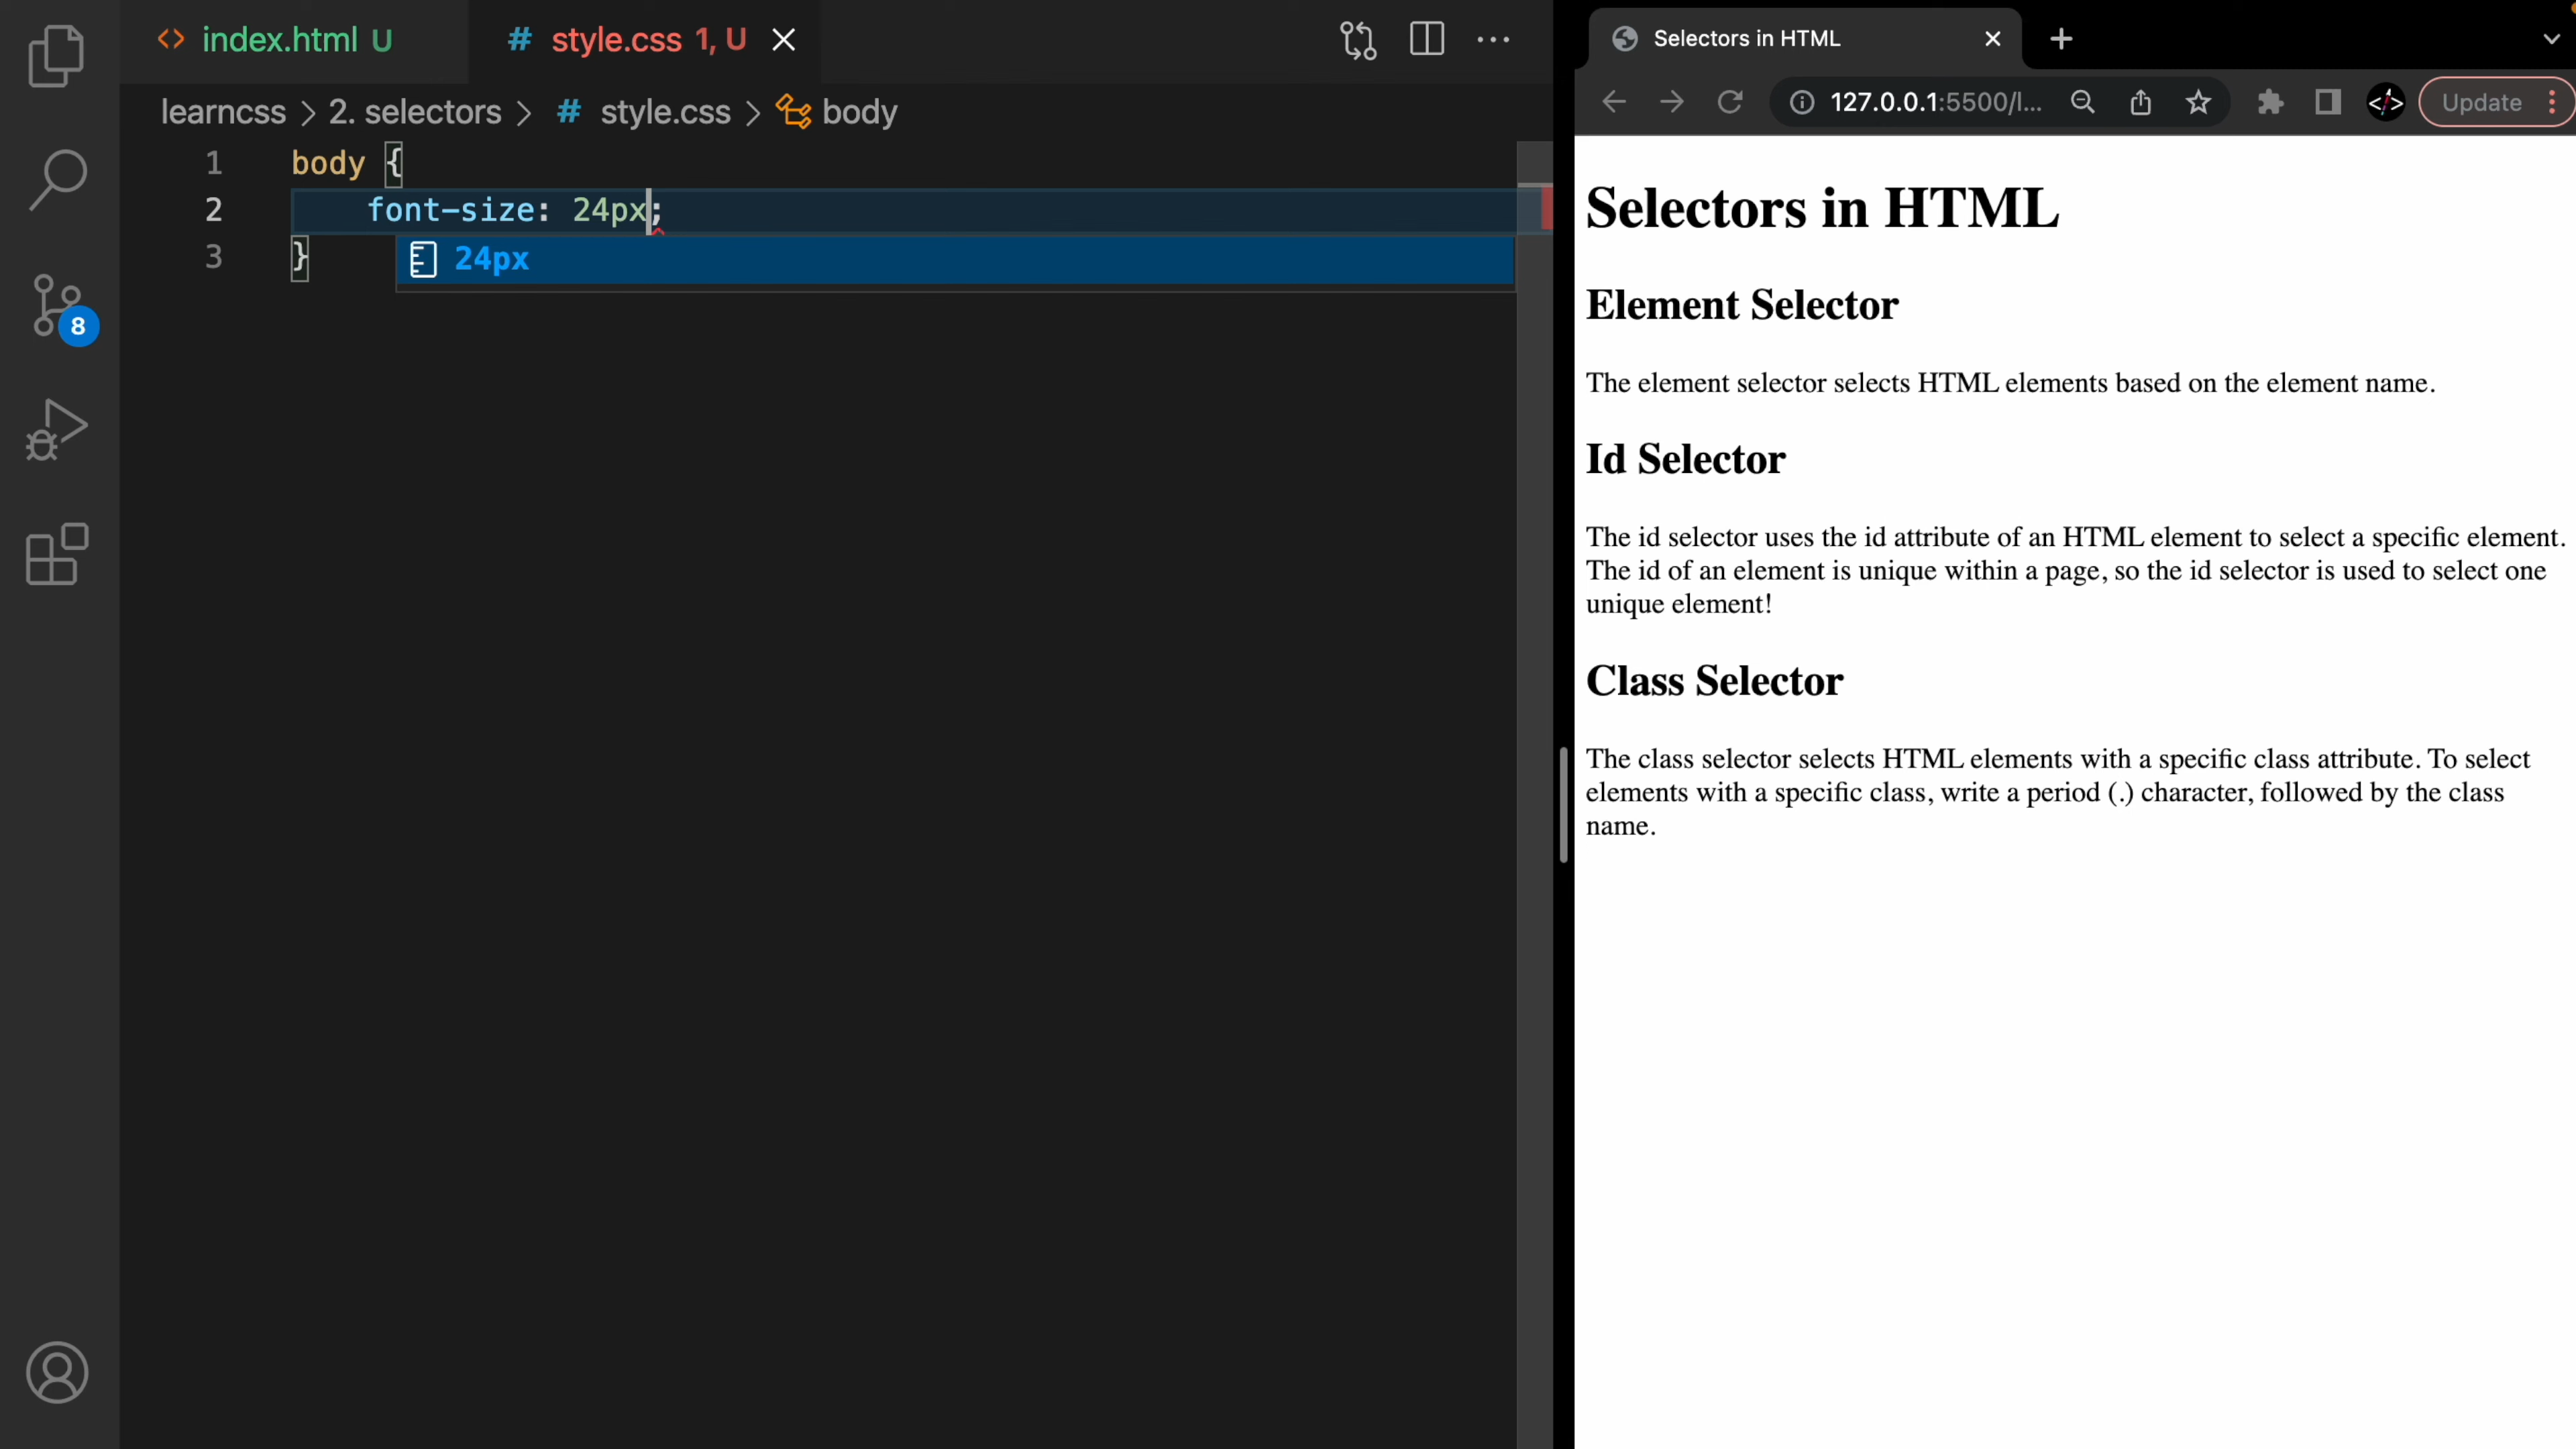 index.html U
# style.css 1, U
learncss > 2. selectors > # style.css > body
1 body {
2 font-size: 24px;
3 }
24px
8
Selectors in HTML
127.0.0.1:5500/l...
Update
Selectors in HTML
Element Selector
The element selector selects HTML elements based on the element name.
Id Selector
The id selector uses the id attribute of an HTML element to select a specific element.
The id of an element is unique within a page, so the id selector is used to select one
unique element!
Class Selector
The class selector selects HTML elements with a specific class attribute. To select
elements with a specific class, write a period (.) character, followed by the class
name.